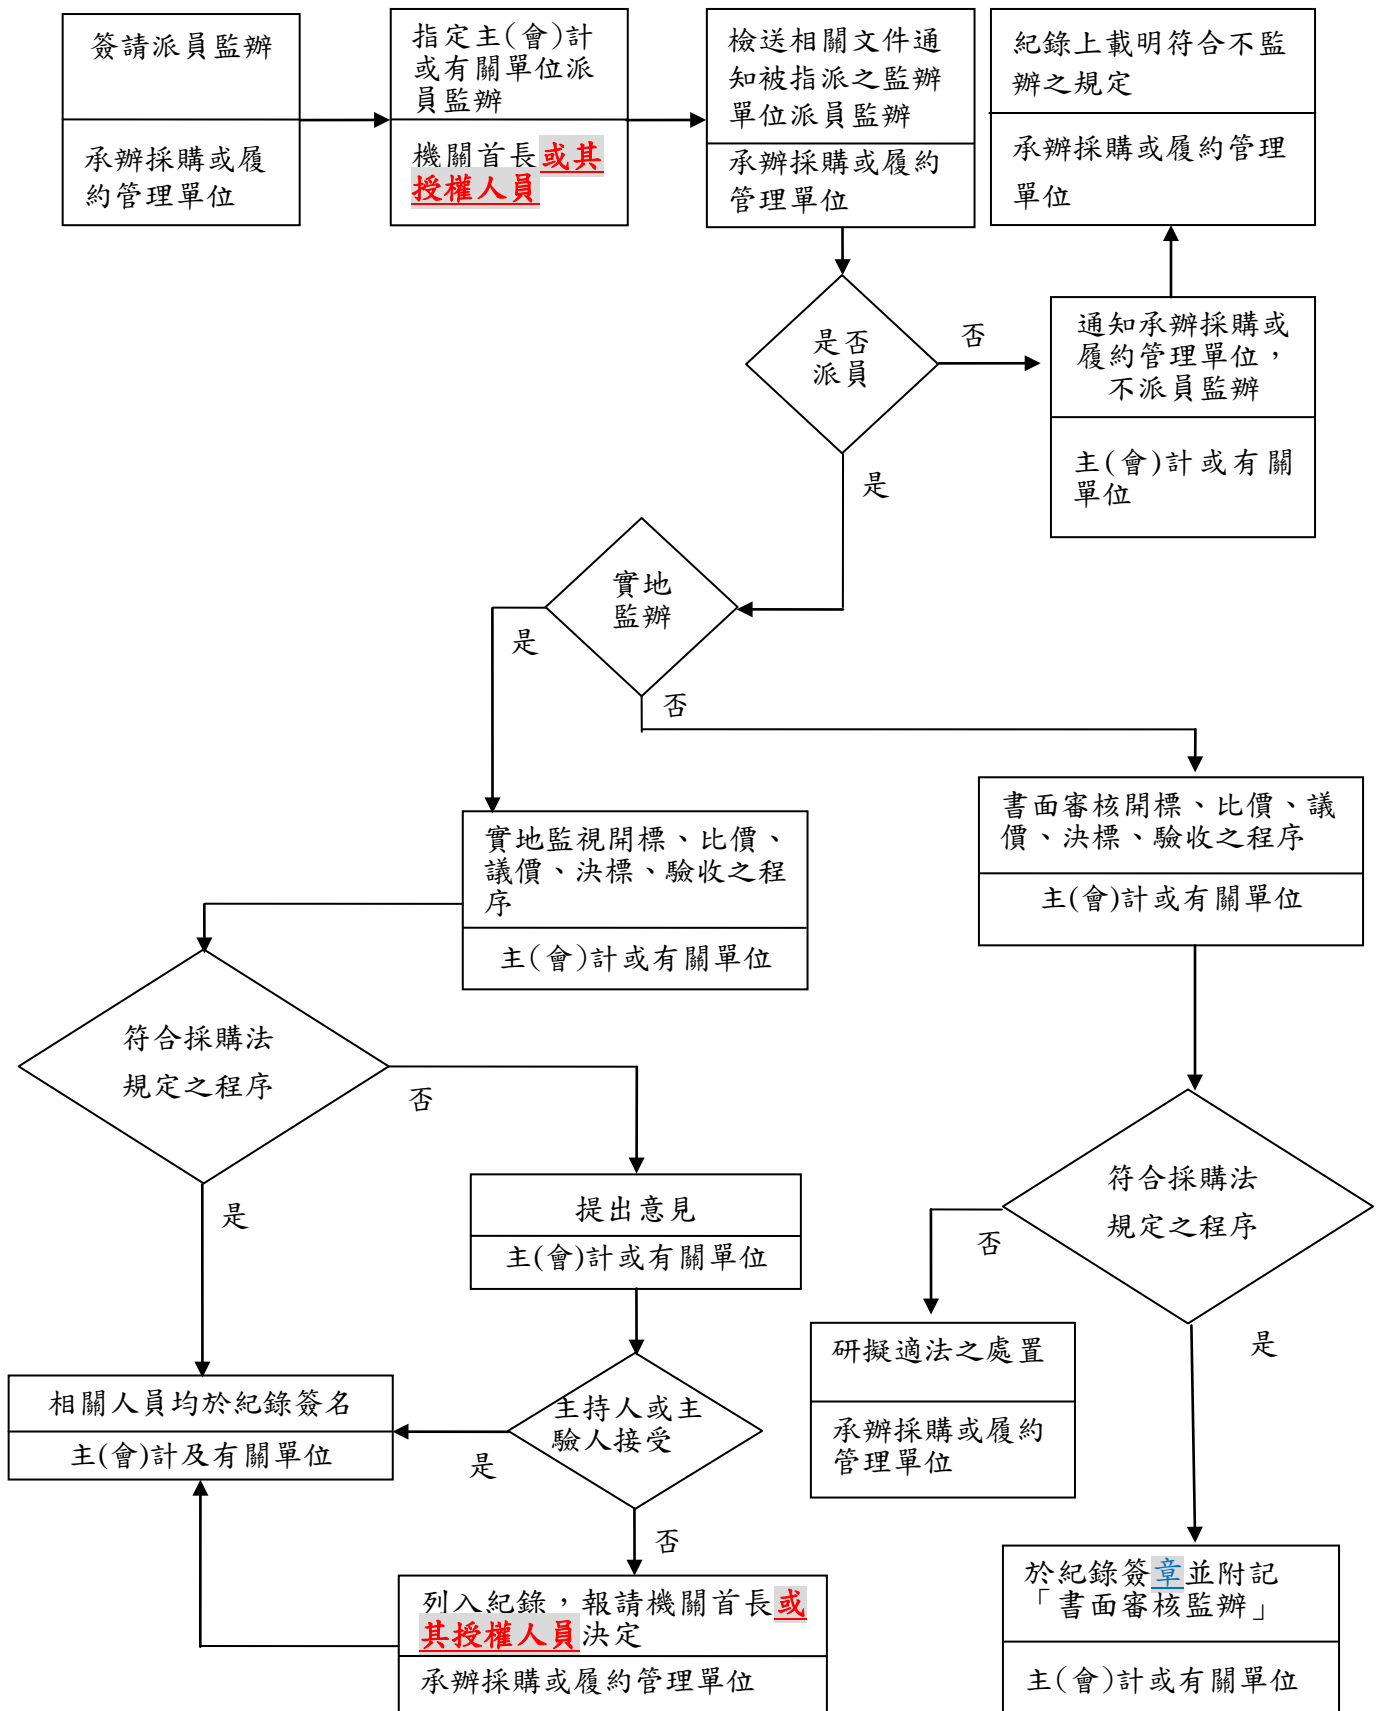 簽請派員監辦
承辦採購或履
約管理單位
指定主(會)計
或有關單位派
員監辦
機關首長或其
授權人員
檢送相關文件通
知被指派之監辦
單位派員監辦
承辦採購或履約
管理單位
紀錄上載明符合不監
辦之規定
承辦採購或履約管理
單位
是否
派員
否
通知承辦採購或
履約管理單位，
不派員監辦
主(會)計或有關
單位
是
實地
監辦
是
否
實地監視開標、比價、
議價、決標、驗收之程
序
主(會)計或有關單位
書面審核開標、比價、議
價、決標、驗收之程序
主(會)計或有關單位
符合採購法
規定之程序
否
是
提出意見
主(會)計或有關單位
符合採購法
規定之程序
否
是
研擬適法之處置
承辦採購或履約
管理單位
主持人或主
驗人接受
是
否
相關人員均於紀錄簽名
主(會)計及有關單位
列入紀錄，報請機關首長或
其授權人員決定
承辦採購或履約管理單位
於紀錄簽章並附記
「書面審核監辦」
主(會)計或有關單位